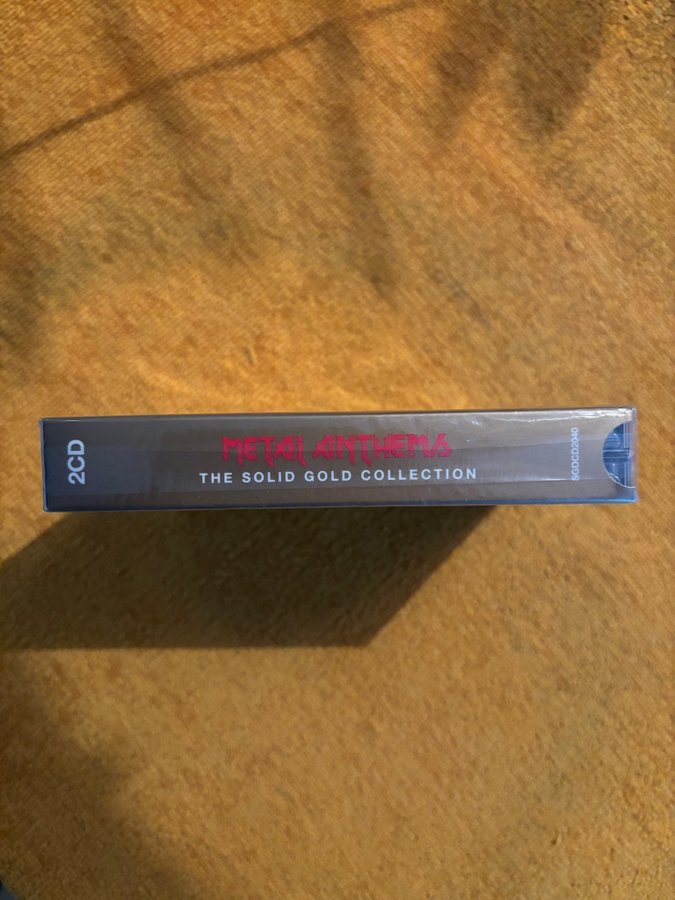 2CD
METAL ANTHEMS
THE SOLID GOLD COLLECTION
SGDCD2040